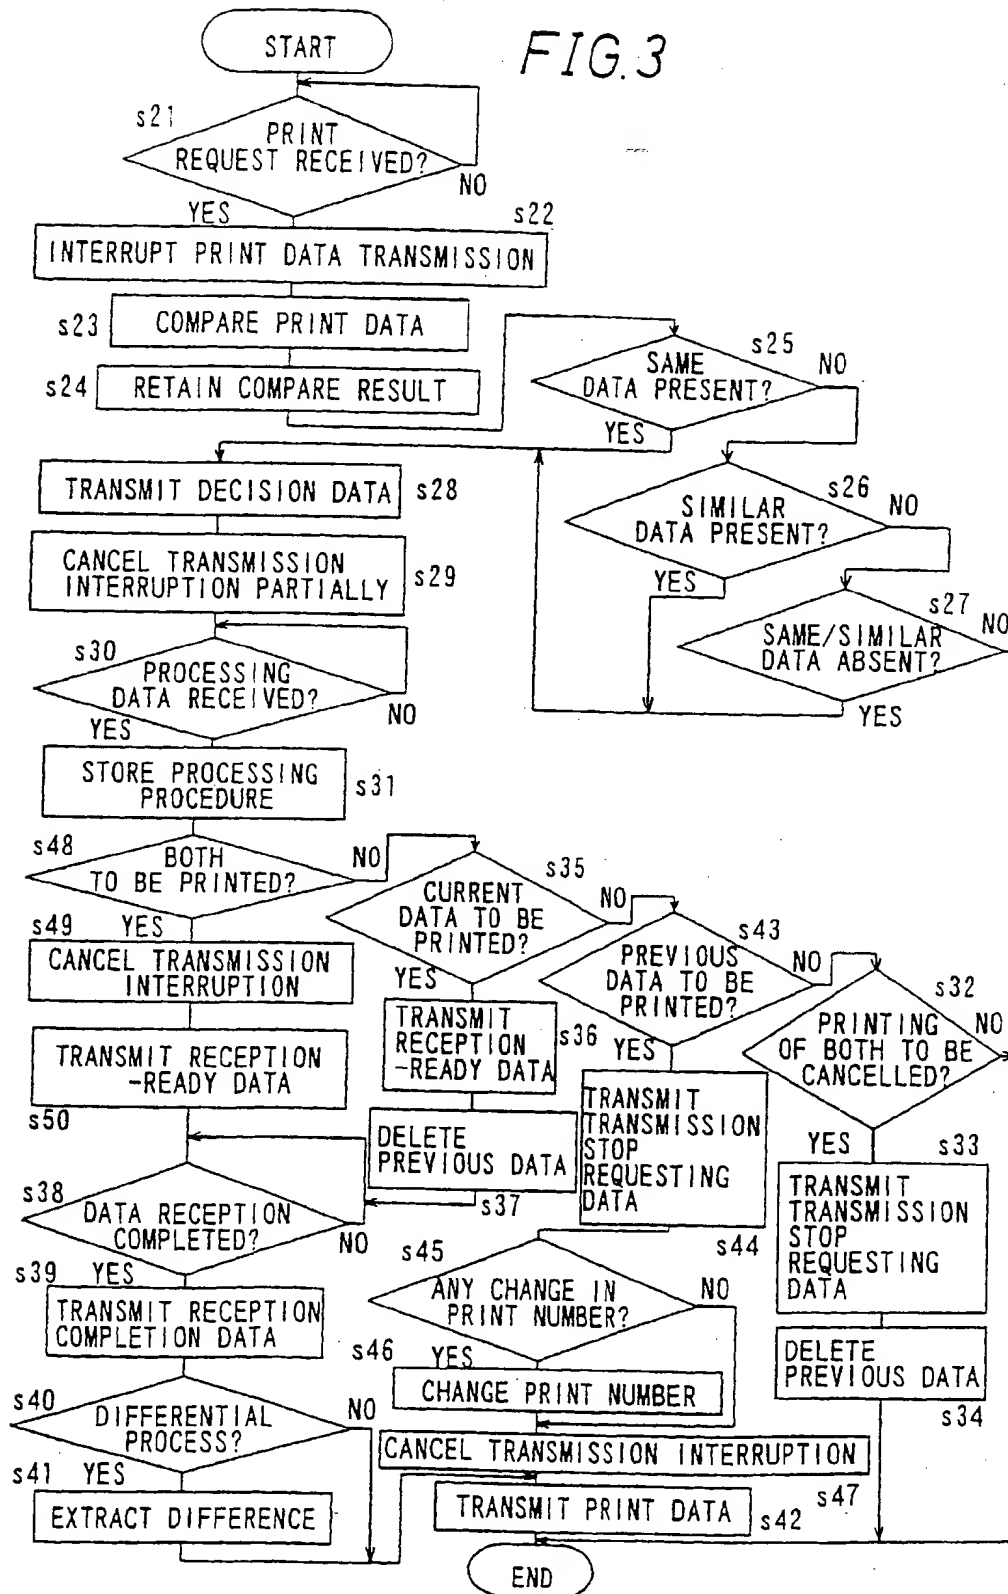 FIG.3
START
s21
PRINT
REQUEST RECEIVED?
NO
YES
s22
INTERRUPT PRINT DATA TRANSMISSION
s23
COMPARE PRINT DATA
s24
RETAIN COMPARE RESULT
s25
SAME
DATA PRESENT?
NO
YES
s26
SIMILAR
DATA PRESENT?
NO
YES
s27
SAME/SIMILAR
DATA ABSENT?
NO
YES
TRANSMIT DECISION DATA
s28
CANCEL TRANSMISSION
INTERRUPTION PARTIALLY
s29
s30
PROCESSING
DATA RECEIVED?
NO
YES
STORE PROCESSING
PROCEDURE
s31
s48
BOTH
TO BE PRINTED?
NO
YES
s49
CANCEL TRANSMISSION
INTERRUPTION
TRANSMIT RECEPTION
-READY DATA
s50
s35
CURRENT
DATA TO BE
PRINTED?
NO
YES
TRANSMIT
RECEPTION
-READY DATA
s36
DELETE
PREVIOUS DATA
s37
s43
PREVIOUS
DATA TO BE
PRINTED?
NO
YES
TRANSMIT
TRANSMISSION
STOP
REQUESTING
DATA
s44
s32
PRINTING
OF BOTH TO BE
CANCELLED?
NO
YES
s33
TRANSMIT
TRANSMISSION
STOP
REQUESTING
DATA
DELETE
PREVIOUS DATA
s34
s38
DATA RECEPTION
COMPLETED?
NO
YES
s39
TRANSMIT RECEPTION
COMPLETION DATA
s40
DIFFERENTIAL
PROCESS?
NO
YES
s41
EXTRACT DIFFERENCE
s45
ANY CHANGE IN
PRINT NUMBER?
NO
YES
s46
CHANGE PRINT NUMBER
CANCEL TRANSMISSION INTERRUPTION
s47
TRANSMIT PRINT DATA
s42
END